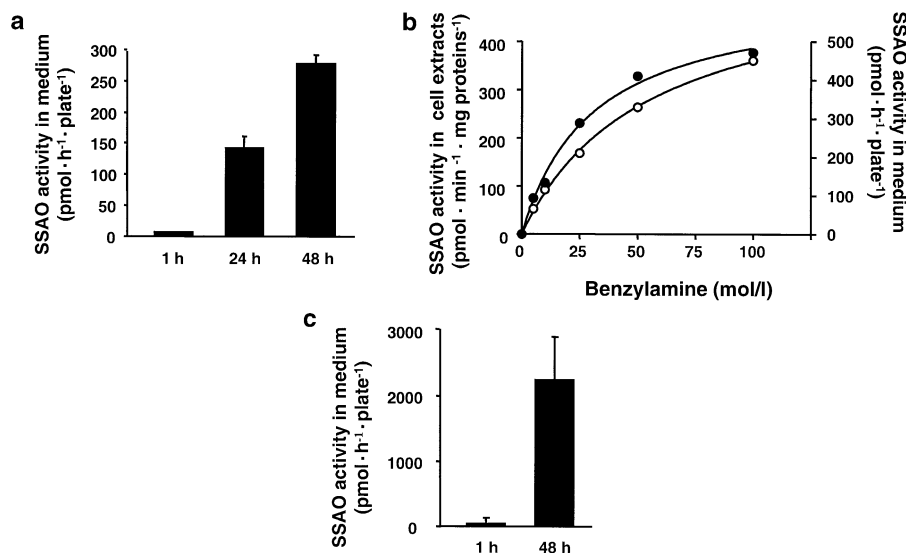 a
SSAO activity in medium
(pmol·h-1·plate-1)
300
250
200
150
100
50
0
1 h 24 h 48 h
b
SSAO activity in cell extracts
(pmol·min-1·mg proteins-1)
400
300
200
100
0
500
400
300
200
100
0
SSAO activity in medium
(pmol·h-1·plate-1)
0 25 50 75 100
Benzylamine (mol/l)
c
SSAO activity in medium
(pmol·h-1·plate-1)
3000
2000
1000
0
1 h 48 h